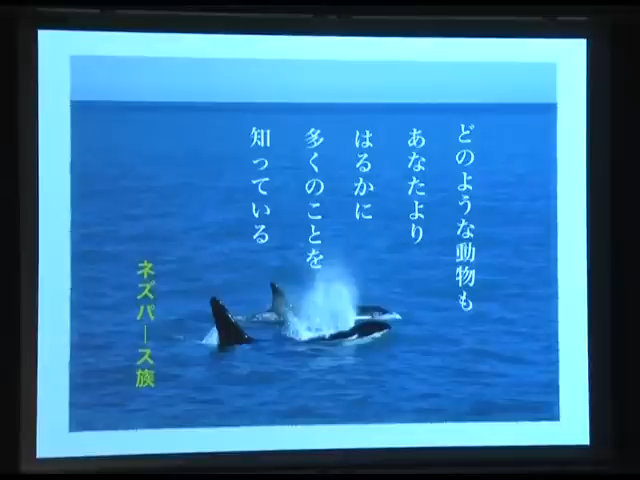 どのような動物も
あなたより
はるかに
多くのことを
知っている
ネズパース族